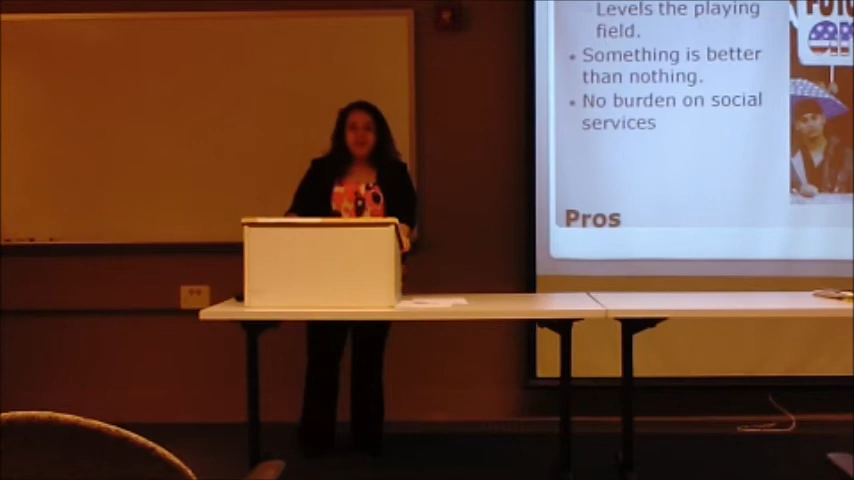 Levels the playing
field.
• Something is better
than nothing.
• No burden on social
services
Pros